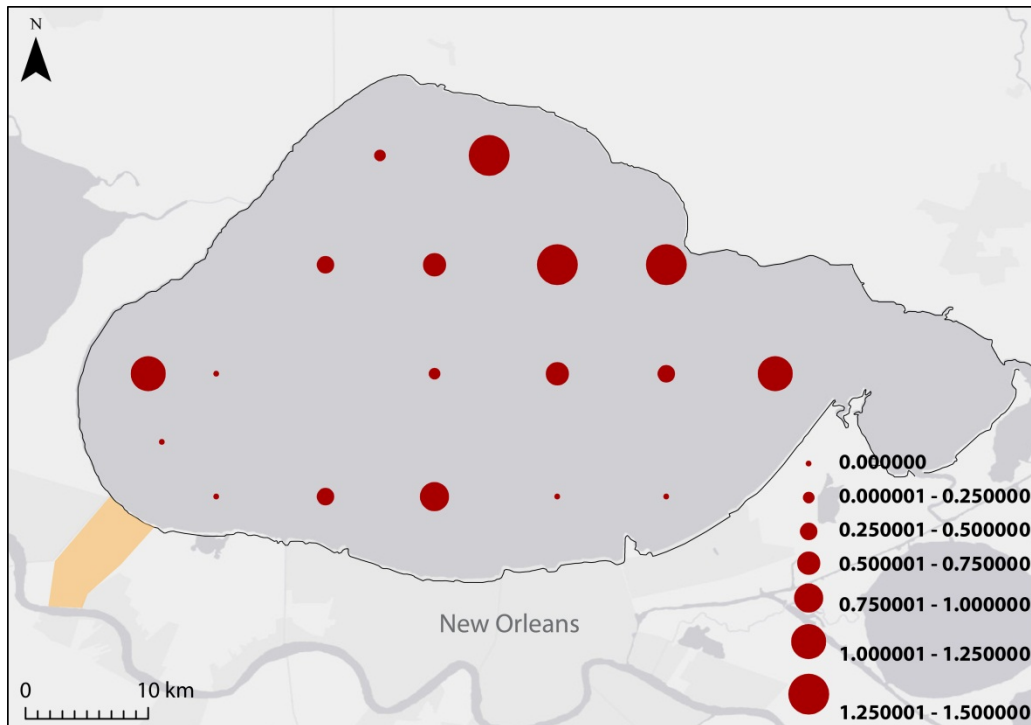 N
0.000000
0.000001 - 0.250000
0.250001 - 0.500000
0.500001 - 0.750000
0.750001 - 1.000000
1.000001 - 1.250000
1.250001 - 1.500000
New Orleans
0 10 km